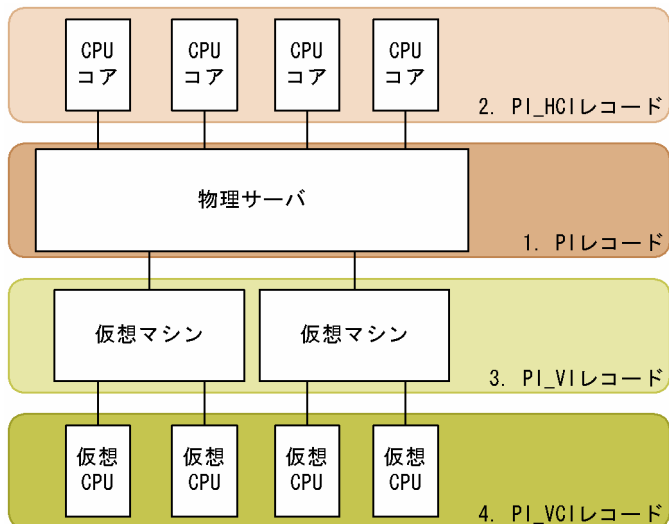 CPU
コア
CPU
コア
CPU
コア
CPU
コア
2. PI_HCIレコード
物理サーバ
1. PIレコード
仮想マシン
仮想マシン
3. PI_VIレコード
仮想
CPU
仮想
CPU
仮想
CPU
仮想
CPU
4. PI_VCIレコード